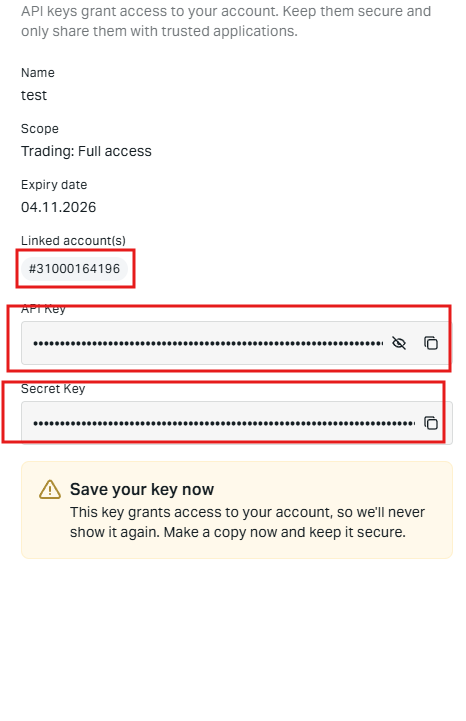 API keys grant access to your account. Keep them secure and
only share them with trusted applications.
Name
test
Scope
Trading: Full access
Expiry date
04.11.2026
Linked account(s)
#31000164196
API Key
Secret Key
Save your key now
This key grants access to your account, so we'll never
show it again. Make a copy now and keep it secure.